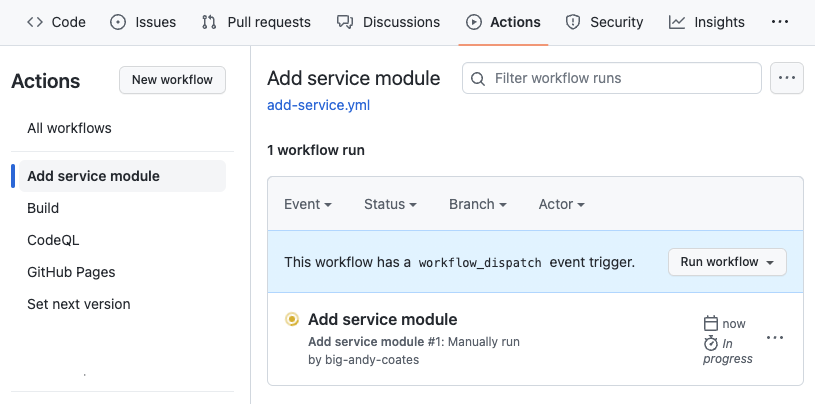 Code Issues Pull requests Discussions Actions Security Insights ...
Actions
New workflow
All workflows
Add service module
Build
CodeQL
GitHub Pages
Set next version
Add service module
Filter workflow runs
...
add-service.yml
1 workflow run
Event Status Branch Actor
This workflow has a workflow_dispatch event trigger.
Run workflow
Add service module
Add service module #1: Manually run
by big-andy-coates
now
In
progress
...